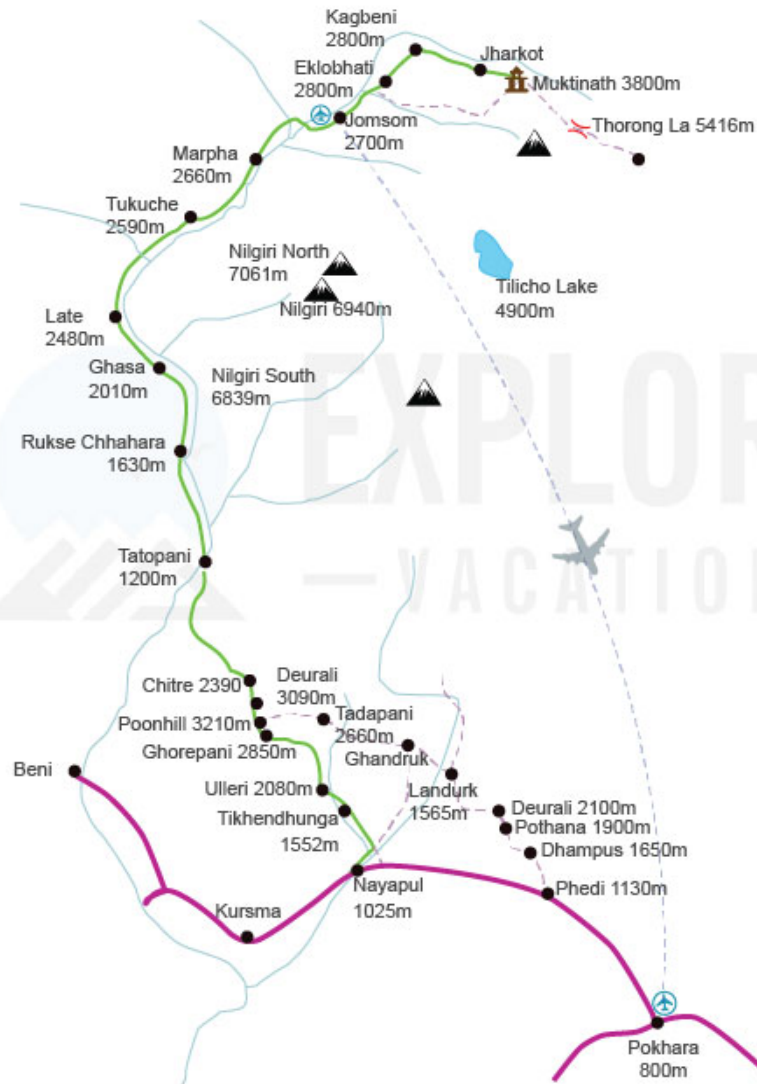 Kagbeni
2800m
Jharkot
Eklobhati
2800m
Muktinath 3800m
Jomsom
2700m
Thorong La 5416m
Marpha
2660m
Tukuche
2590m
Nilgiri North
7061m
Nilgiri 6940m
Tilicho Lake
4900m
Late
2480m
Ghasa
2010m
Nilgiri South
6839m
EXPLOR
VACATION
Rukse Chhahara
1630m
Tatopani
1200m
Chitre 2390
Deurali
3090m
Poonhill 3210m
Tadapani
2660m
Ghorepani 2850m
Ghandruk
Beni
Ulleri 2080m
Landurk
1565m
Tikhendhunga
1552m
Deurali 2100m
Pothana 1900m
Dhampus 1650m
Nayapul
1025m
Phedi 1130m
Kursma
Pokhara
800m